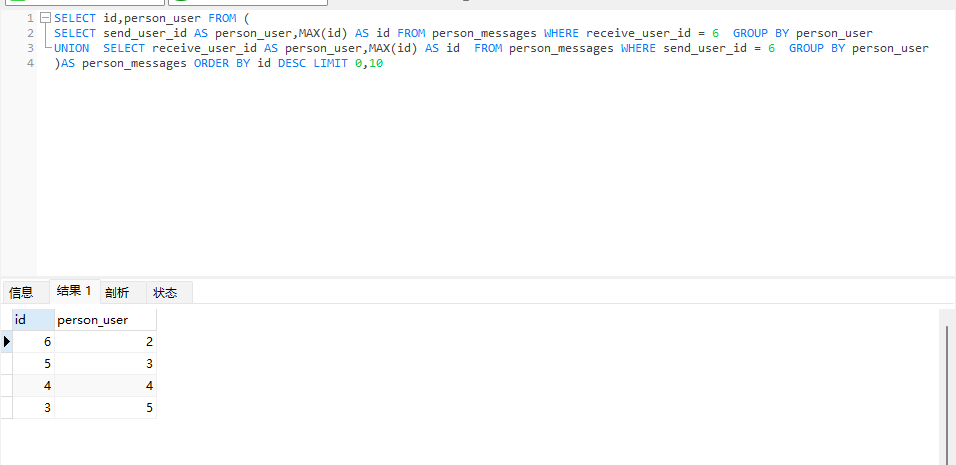 1 SELECT id,person_user FROM (
2 SELECT send_user_id AS person_user,MAX(id) AS id FROM person_messages WHERE receive_user_id = 6  GROUP BY person_user
3 UNION  SELECT receive_user_id AS person_user,MAX(id) AS id  FROM person_messages WHERE send_user_id = 6  GROUP BY person_user
4 )AS person_messages ORDER BY id DESC LIMIT 0,10
信息 结果 1 剖析 状态
id person_user
6 2
5 3
4 4
3 5